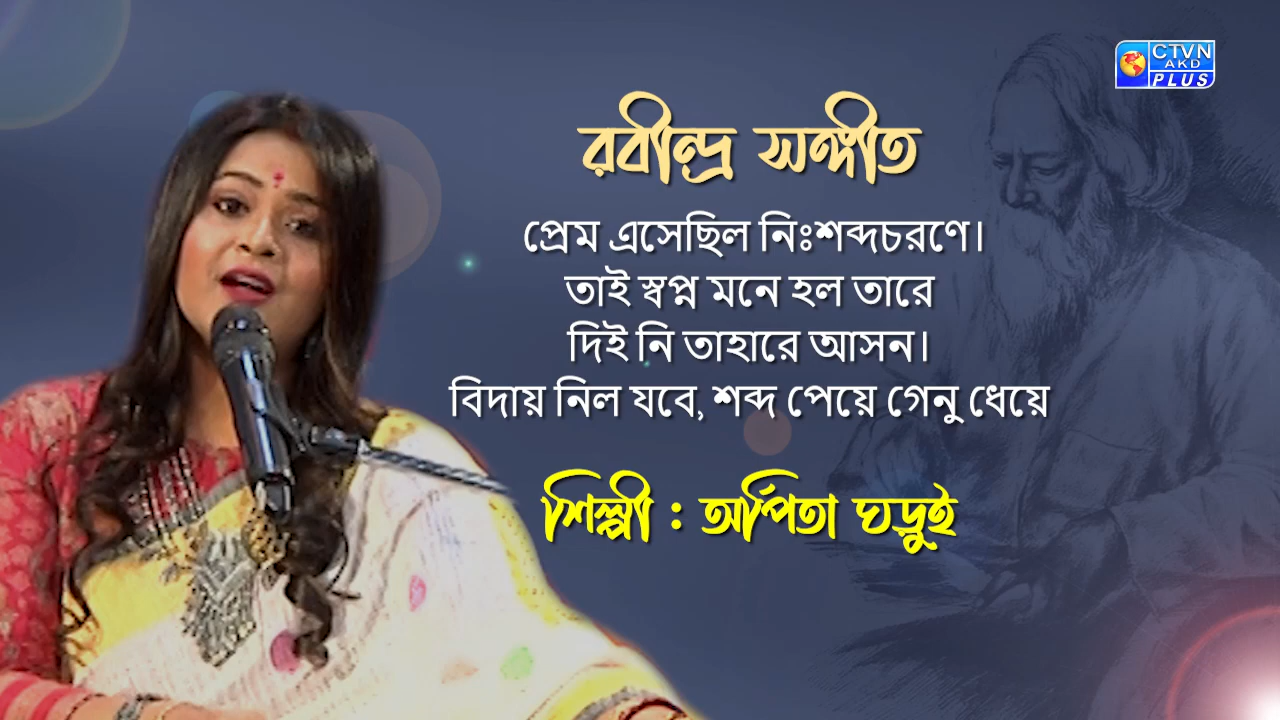 CTVN
AKD
PLUS
রবীন্দ্র সঙ্গীত
প্রেম এসেছিল নিঃশব্দচরণে।
তাই স্বপ্ন মনে হল তারে
দিই নি তাহারে আসন।
বিদায় নিল যবে, শব্দ পেয়ে গেনু ধেয়ে
শিল্পী : অর্পিতা ঘড়ুই